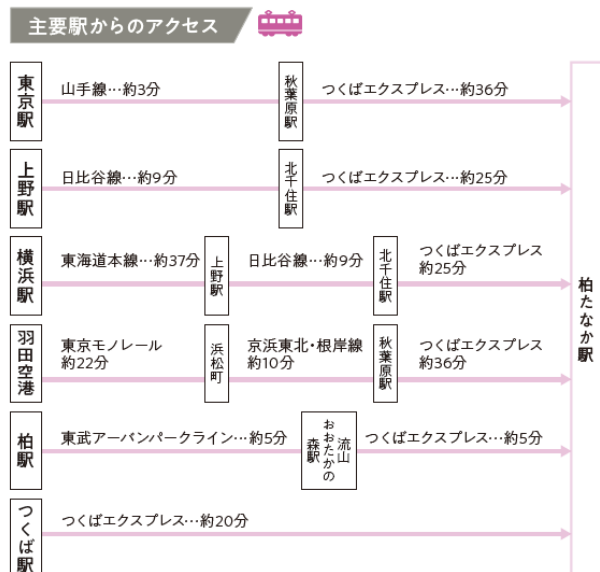 主要駅からのアクセス
東京駅
山手線…約3分
秋葉原駅
つくばエクスプレス…約36分
上野駅
日比谷線…約9分
北千住駅
つくばエクスプレス…約25分
横浜駅
東海道本線…約37分
上野駅
日比谷線…約9分
北千住駅
つくばエクスプレス
約25分
羽田空港
東京モノレール
約22分
浜松町
京浜東北・根岸線
約10分
秋葉原駅
つくばエクスプレス
約36分
柏駅
東武アーバンパークライン…約5分
流山
おおたかの
森駅
つくばエクスプレス…約5分
つくば駅
つくばエクスプレス…約20分
柏たなか駅